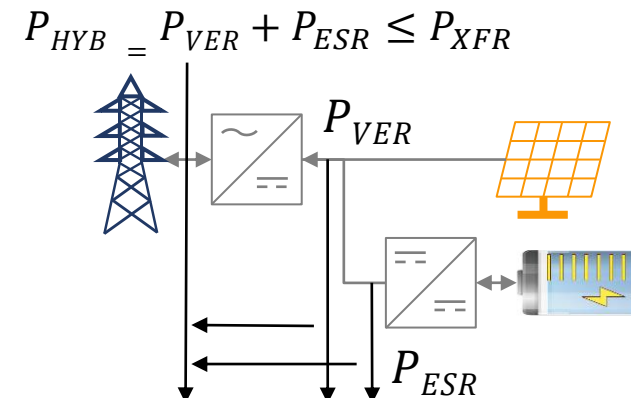 P_HYB = P_VER + P_ESR ≤ P_XFR
P_VER
P_ESR